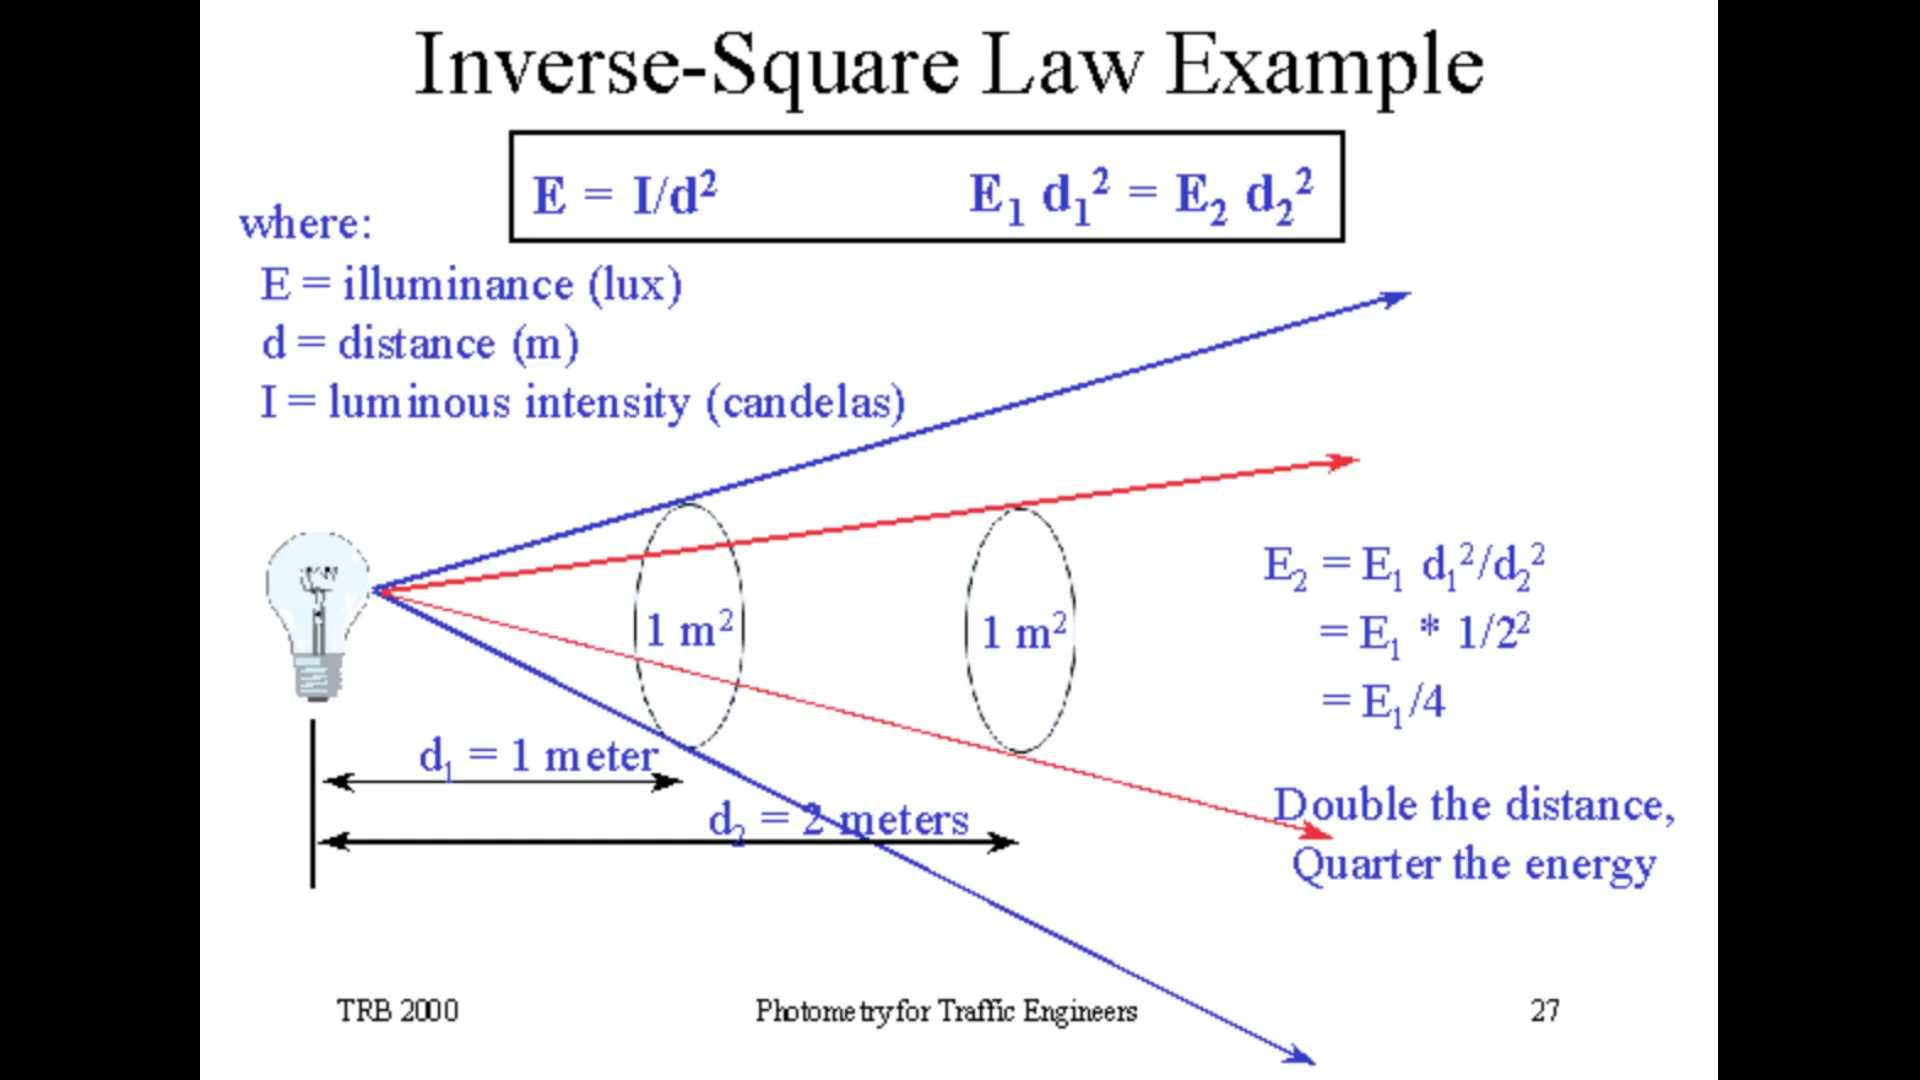 Inverse-Square Law Example
E = I/d² E₁ d₁² = E₂ d₂²
where:
E = illuminance (lux)
d = distance (m)
I = luminous intensity (candelas)
1 m² 1 m²
E₂ = E₁ d₁²/d₂²
= E₁ * 1/2²
= E₁/4
d₁ = 1 meter
d₂ = 2 meters
Double the distance,
Quarter the energy
TRB 2000 Photometry for Traffic Engineers 27